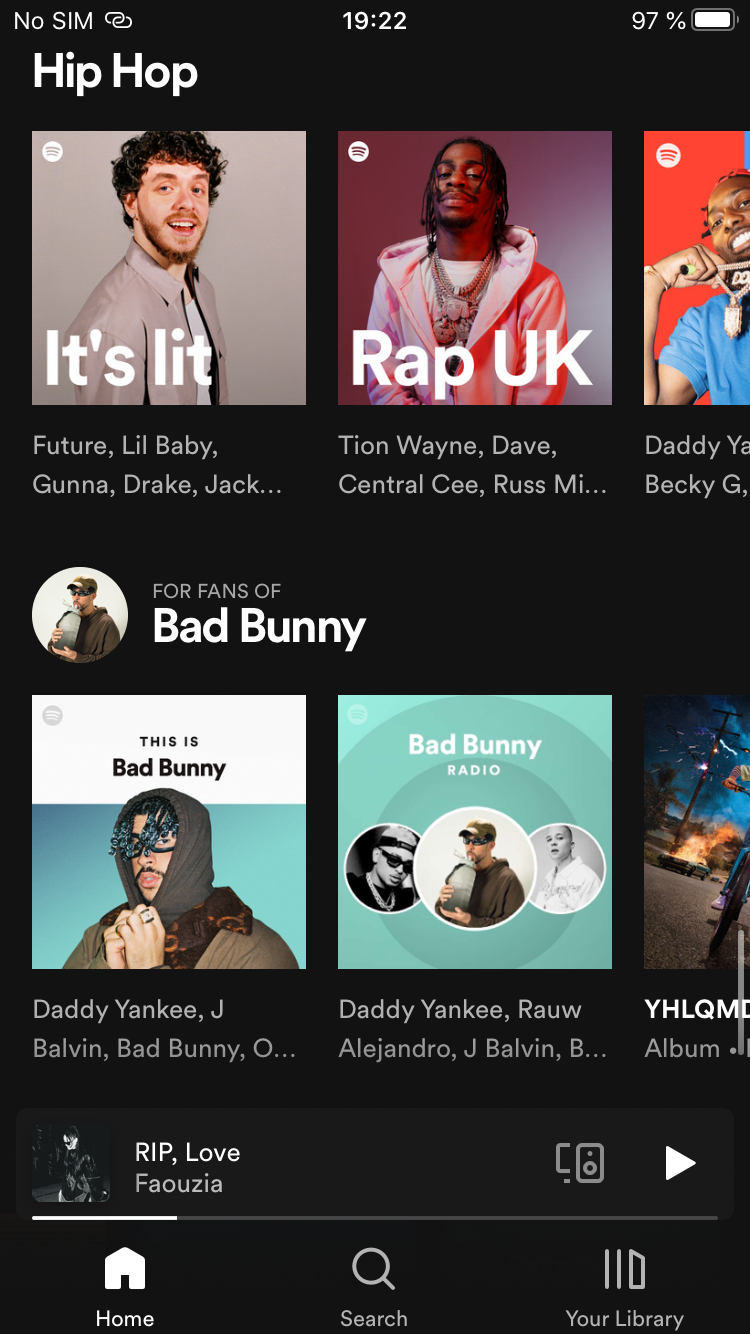 No SIM
19:22
97 %
Hip Hop
It's lit
Rap UK
Future, Lil Baby,
Gunna, Drake, Jack...
Tion Wayne, Dave,
Central Cee, Russ Mi...
Daddy Ya
Becky G,
FOR FANS OF
Bad Bunny
THIS IS
Bad Bunny
Bad Bunny
RADIO
Daddy Yankee, J
Balvin, Bad Bunny, O...
Daddy Yankee, Rauw
Alejandro, J Balvin, B...
YHLQMD
Album •
RIP, Love
Faouzia
Home
Search
Your Library